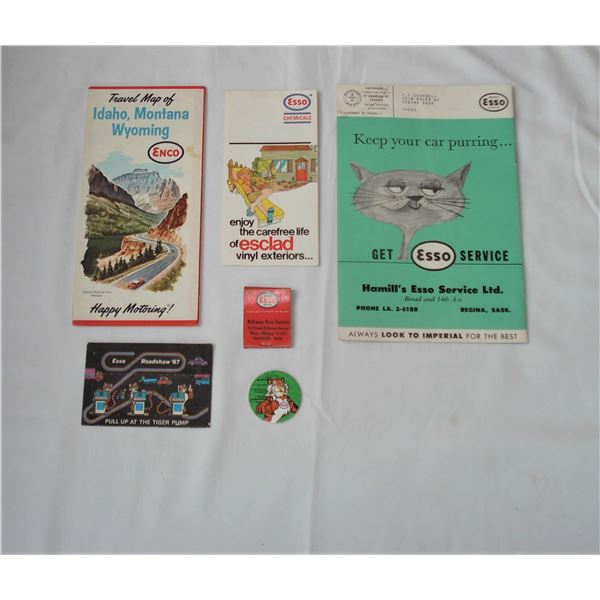 Travel Map of
Idaho, Montana
Wyoming
ENCO
Happy Motoring!
Esso
CHEMICALS
enjoy
the carefree life
of esclad
vinyl exteriors...
Esso
Keep your car purring...
GET Esso SERVICE
Hamill's Esso Service Ltd.
Broad and 14th Ave.
PHONE LA. 2-6188 REGINA, SASK.
ALWAYS LOOK TO IMPERIAL FOR THE BEST
Esso
Esso Roadshow '67
PULL UP AT THE TIGER PUMP